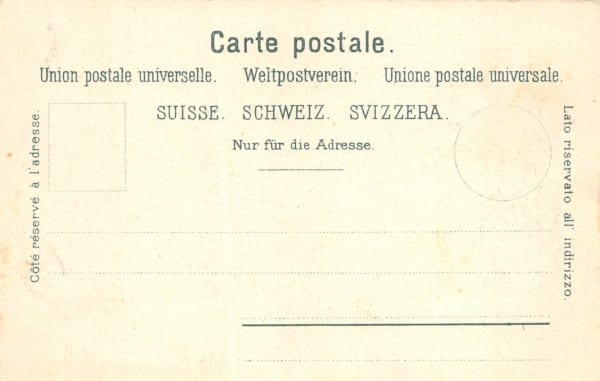 Carte postale.
Union postale universelle. Weltpostverein. Unione postale universale.
SUISSE. SCHWEIZ. SVIZZERA.
Nur für die Adresse.
Côté réservé à l'adresse.
Lato riservato all' indirizzo.